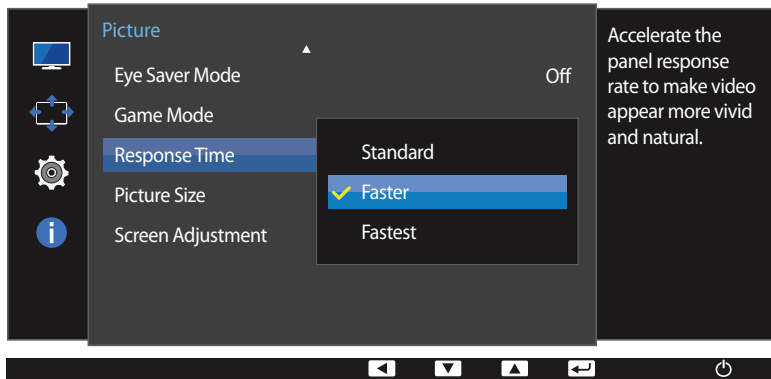 Picture
Eye Saver Mode Off
Game Mode
Response Time
Picture Size
Screen Adjustment
Standard
Faster
Fastest
Accelerate the
panel response
rate to make video
appear more vivid
and natural.